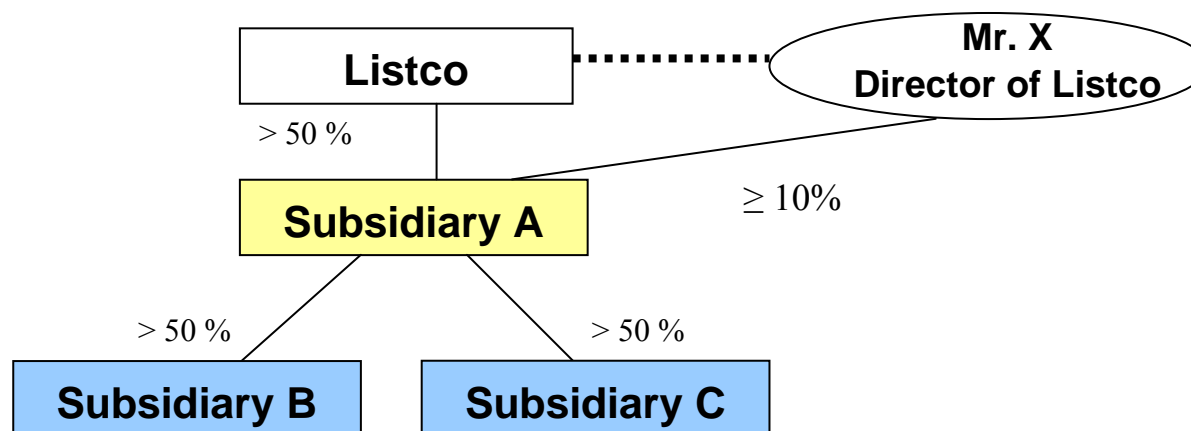 Listco
Mr. X
Director of Listco
> 50 %
≥ 10%
Subsidiary A
> 50 %
> 50 %
Subsidiary B
Subsidiary C